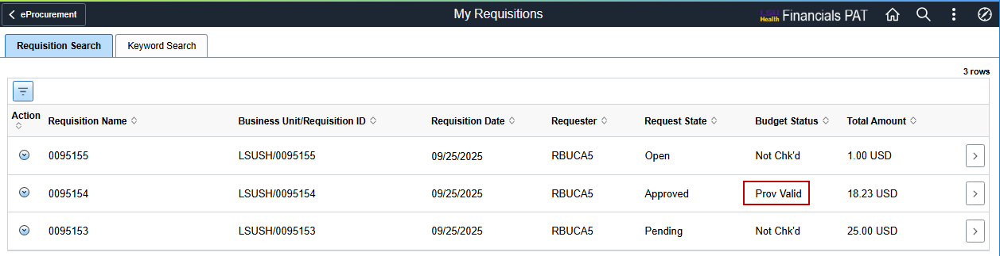 eProcurement My Requisitions LSU Health Financials PAT
Requisition Search Keyword Search
3 rows
Action Requisition Name Business Unit/Requisition ID Requisition Date Requester Request State Budget Status Total Amount
0095155 LSUSH/0095155 09/25/2025 RBUCA5 Open Not Chk'd 1.00 USD
0095154 LSUSH/0095154 09/25/2025 RBUCA5 Approved Prov Valid 18.23 USD
0095153 LSUSH/0095153 09/25/2025 RBUCA5 Pending Not Chk'd 25.00 USD